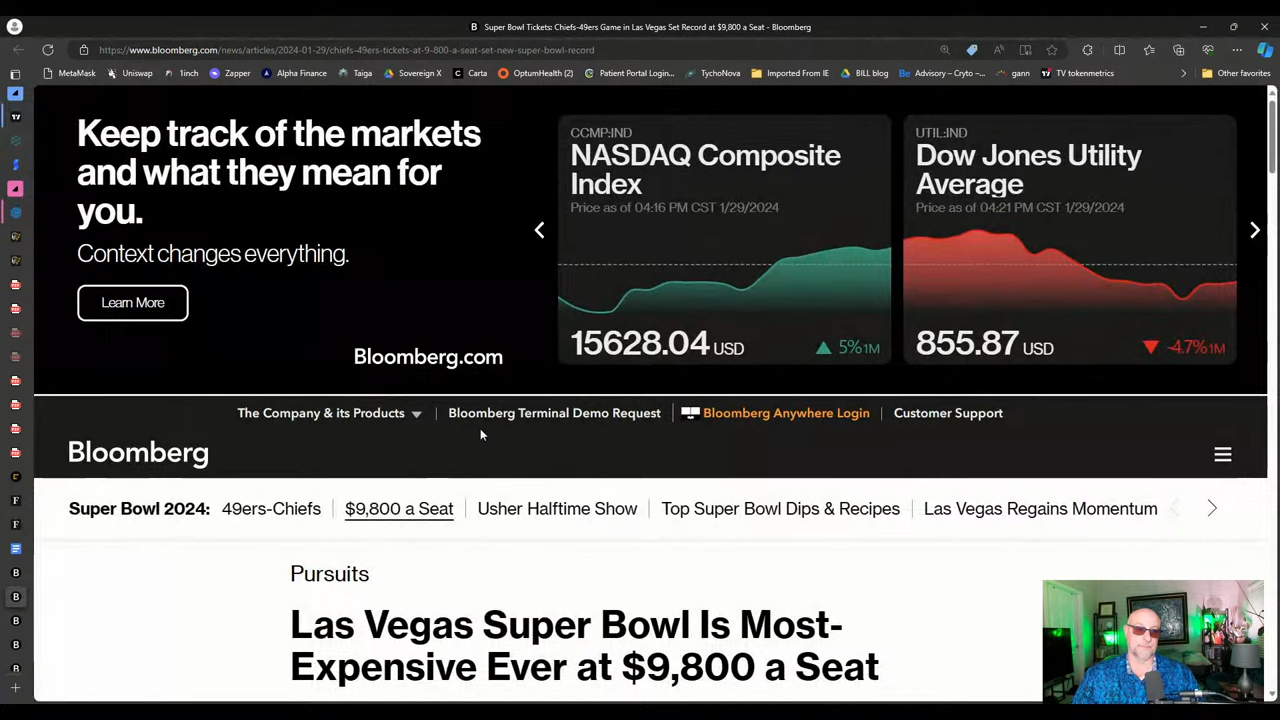 Super Bowl Tickets: Chiefs-49ers Game in Las Vegas Set Record at $9,800 a Seat - Bloomberg
https://www.bloomberg.com/news/articles/2024-01-29/chiefs-49ers-tickets-at-9-800-a-seat-set-new-super-bowl-record
MetaMask Uniswap 1inch Zapper Alpha Finance Taiga Sovereign X Carta OptumHealth (2) Patient Portal Login... TychoNova Imported From IE BILL blog Advisory – Cryto –... gann TV tokenmetrics Other favorites
Keep track of the markets
and what they mean for
you.
Context changes everything.
Learn More
Bloomberg.com
CCMP:IND
NASDAQ Composite
Index
Price as of 04:16 PM CST 1/29/2024
15628.04 USD 5% 1M
UTIL:IND
Dow Jones Utility
Average
Price as of 04:21 PM CST 1/29/2024
855.87 USD -4.7% 1M
The Company & its Products | Bloomberg Terminal Demo Request | Bloomberg Anywhere Login | Customer Support
Bloomberg
Super Bowl 2024: 49ers-Chiefs | $9,800 a Seat | Usher Halftime Show | Top Super Bowl Dips & Recipes | Las Vegas Regains Momentum
Pursuits
Las Vegas Super Bowl Is Most-
Expensive Ever at $9,800 a Seat